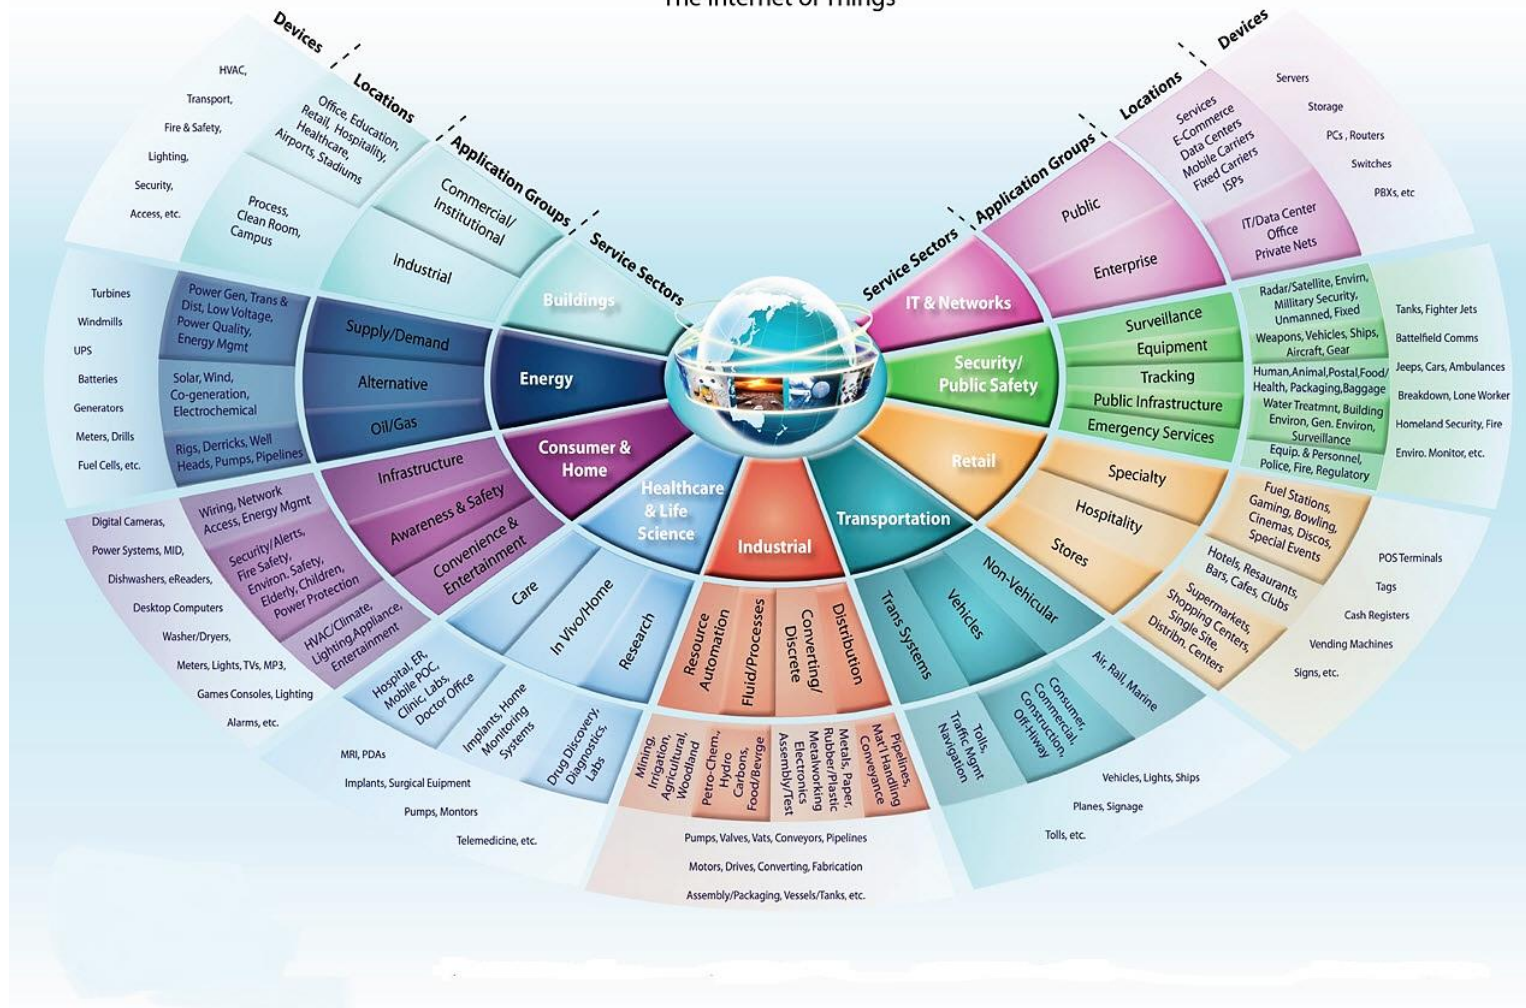 The Internet of Things
Devices
Locations
Application Groups
Service Sectors
Buildings
Commercial/
Institutional
Industrial
Office, Education,
Retail, Hospitality,
Healthcare,
Airports, Stadiums
Process,
Clean Room,
Campus
HVAC,
Transport,
Fire & Safety,
Lighting,
Security,
Access, etc.
Energy
Supply/Demand
Alternative
Oil/Gas
Power Gen, Trans &
Dist, Low Voltage,
Power Quality,
Energy Mgmt
Solar, Wind,
Co-generation,
Electrochemical
Rigs, Derricks, Well
Heads, Pumps, Pipelines
Turbines
Windmills
UPS
Batteries
Generators
Meters, Drills
Fuel Cells, etc.
Consumer &
Home
Infrastructure
Awareness & Safety
Convenience &
Entertainment
Wiring, Network
Access, Energy Mgmt
Security/Alerts,
Fire Safety,
Environ. Safety,
Elderly, Children,
Power Protection
HVAC/Climate,
Lighting,Appliance,
Entertainment
Digital Cameras,
Power Systems, MID,
Dishwashers, eReaders,
Desktop Computers
Washer/Dryers,
Meters, Lights, TVs, MP3,
Games Consoles, Lighting
Alarms, etc.
Healthcare
& Life
Science
Care
In Vivo/Home
Research
Hospital, ER,
Mobile POC,
Clinic, Labs,
Doctor Office
Implants, Home
Monitoring
Systems
Drug Discovery,
Diagnostics,
Labs
MRI, PDAs
Implants, Surgical Euipment
Pumps, Montors
Telemedicine, etc.
Industrial
Resource
Automation
Fluid/Processes
Converting/
Discrete
Distribution
Mining,
Irrigation,
Agricultural,
Woodland
Petro-Chem.,
Hydro
Carbons,
Food/Bevrge
Metals, Paper,
Rubber/Plastic
Metalworking
Electronics
Assembly/Test
Pipelines,
Mat'l Handling
Conveyance
Pumps, Valves, Vats, Conveyors, Pipelines
Motors, Drives, Converting, Fabrication
Assembly/Packaging, Vessels/Tanks, etc.
Transportation
Trans Systems
Vehicles
Non-Vehicular
Tolls,
Traffic Mgmt
Navigation
Consumer,
Commercial,
Construction,
Off-Hiway
Air, Rail, Marine
Vehicles, Lights, Ships
Planes, Signage
Tolls, etc.
Retail
Specialty
Hospitality
Stores
Fuel Stations,
Gaming, Bowling,
Cinemas, Discos,
Special Events
Hotels, Resaurants,
Bars, Cafes, Clubs
Supermarkets,
Shopping Centers,
Single Site,
Distribn. Centers
POS Terminals
Tags
Cash Registers
Vending Machines
Signs, etc.
Security/
Public Safety
Surveillance
Equipment
Tracking
Public Infrastructure
Emergency Services
Radar/Satellite, Envirn,
Millitary Security,
Unmanned, Fixed
Weapons, Vehicles, Ships,
Aircraft, Gear
Human,Animal,Postal,Food/
Health, Packaging,Baggage
Water Treatmnt, Building
Environ, Gen. Environ,
Surveillance
Equip. & Personnel,
Police, Fire, Regulatory
Tanks, Fighter Jets
Battelfield Comms
Jeeps, Cars, Ambulances
Breakdown, Lone Worker
Homeland Security, Fire
Enviro. Monitor, etc.
IT & Networks
Public
Enterprise
Services
E-Commerce
Data Centers
Mobile Carriers
Fixed Carriers
ISPs
IT/Data Center
Office
Private Nets
Servers
Storage
PCs , Routers
Switches
PBXs, etc
Service Sectors
Application Groups
Locations
Devices